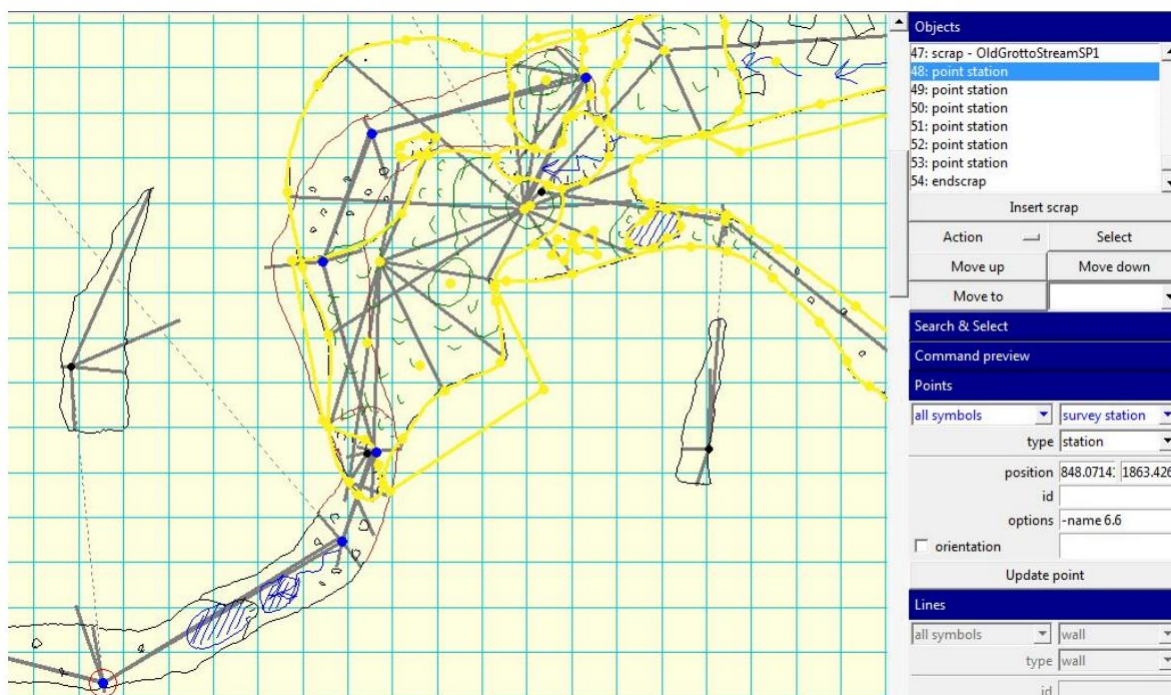 Objects
47: scrap - OldGrottoStreamSP1
48: point station
49: point station
50: point station
51: point station
52: point station
53: point station
54: endscrap
Insert scrap
Action Select
Move up Move down
Move to
Search & Select
Command preview
Points
all symbols survey station
type station
position 848.0714: 1863.426
id
options -name 6.6
orientation
Update point
Lines
all symbols wall
type wall
id